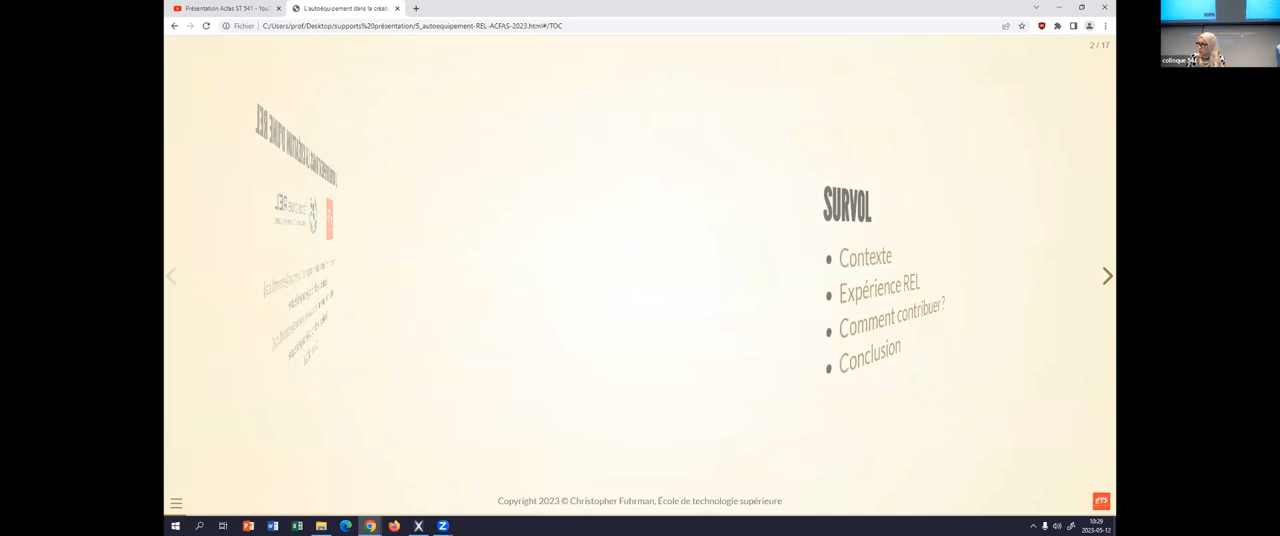 Présentation Acfas ST 541 – YouT
L'autoéquipement dans la créati
Fichier
C:/Users/prof/Desktop/supports%20présentation/5_autoequipement-REL-ACFAS-2023.html#/TOC
2 / 17
colloque 541
SURVOL
Contexte
Expérience REL
Comment contribuer?
Conclusion
Copyright 2023 © Christopher Fuhrman, École de technologie supérieure
ETS
10:29
2023-05-12